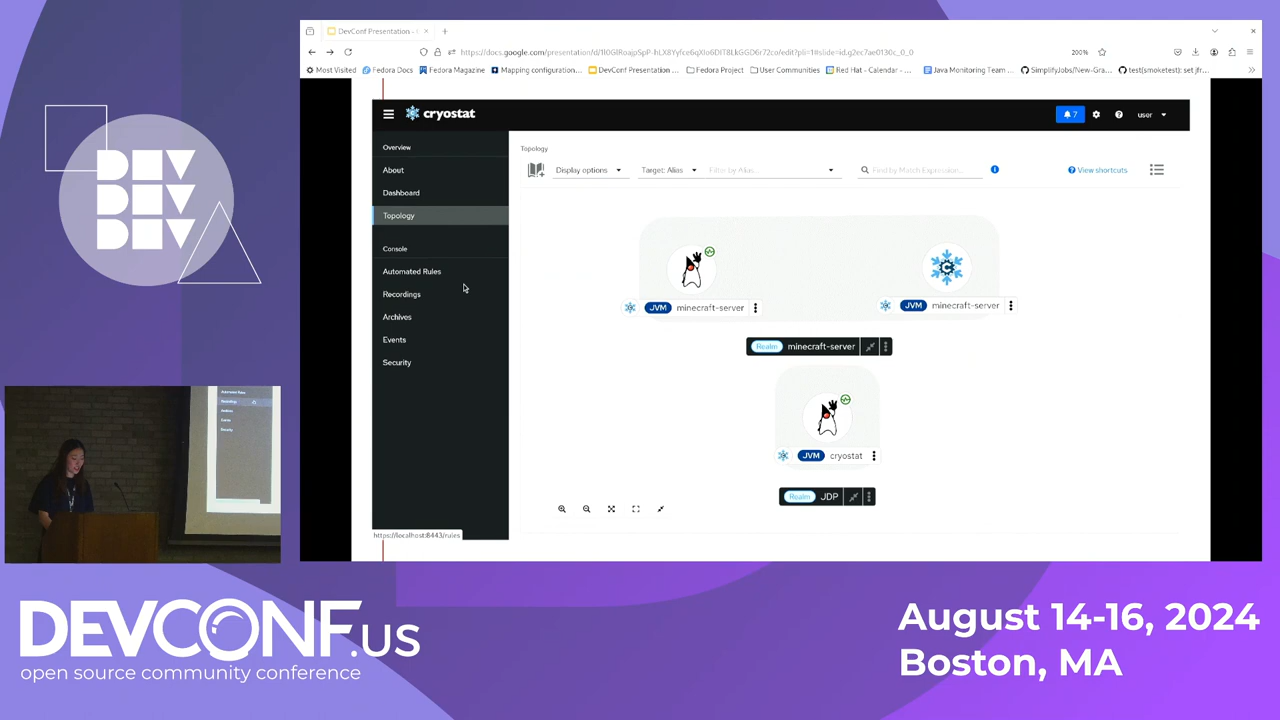 DevConf Presentation -
https://docs.google.com/presentation/d/1I0GlRoajpSpP-hLX8Yyfce6qXIo6DIT8LkGGD6r72co/edit?pli=1#slide=id.g2ec7ae0130c_0_0
200%
Most Visited
Fedora Docs
Fedora Magazine
Mapping configuration...
DevConf Presentation ...
Fedora Project
User Communities
Red Hat - Calendar - ...
Java Monitoring Team ...
SimplifyJobs/New-Gra...
test(smoketest): set jfr...
cryostat
7
user
Overview
About
Dashboard
Topology
Console
Automated Rules
Recordings
Archives
Events
Security
https://localhost:8443/rules
Topology
Display options
Target: Alias
Filter by Alias...
Find by Match Expression...
View shortcuts
JVM minecraft-server
JVM minecraft-server
Realm minecraft-server
JVM cryostat
Realm JDP
DEV
DEV
DEV
DEVCONF.us
open source community conference
August 14-16, 2024
Boston, MA